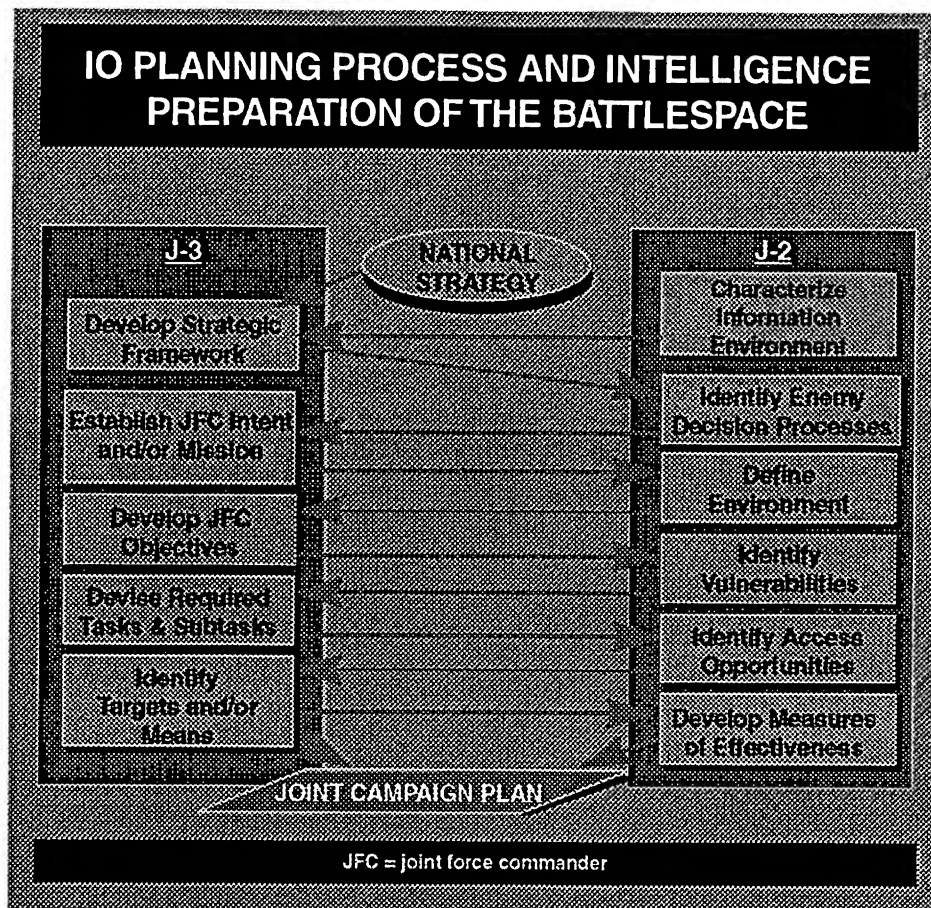 IO PLANNING PROCESS AND INTELLIGENCE
PREPARATION OF THE BATTLESPACE
J-3
Develop Strategic
Framework
Establish JFC Intent
and/or Mission
Develop JFC
Objectives
Devise Required
Tasks & Subtasks
Identify
Targets and/or
Means
NATIONAL
STRATEGY
J-2
Characterize
Information
Environment
Identify Enemy
Decision Processes
Define
Environment
Identify
Vulnerabilities
Identify Access
Opportunities
Develop Measures
of Effectiveness
JOINT CAMPAIGN PLAN
JFC = joint force commander